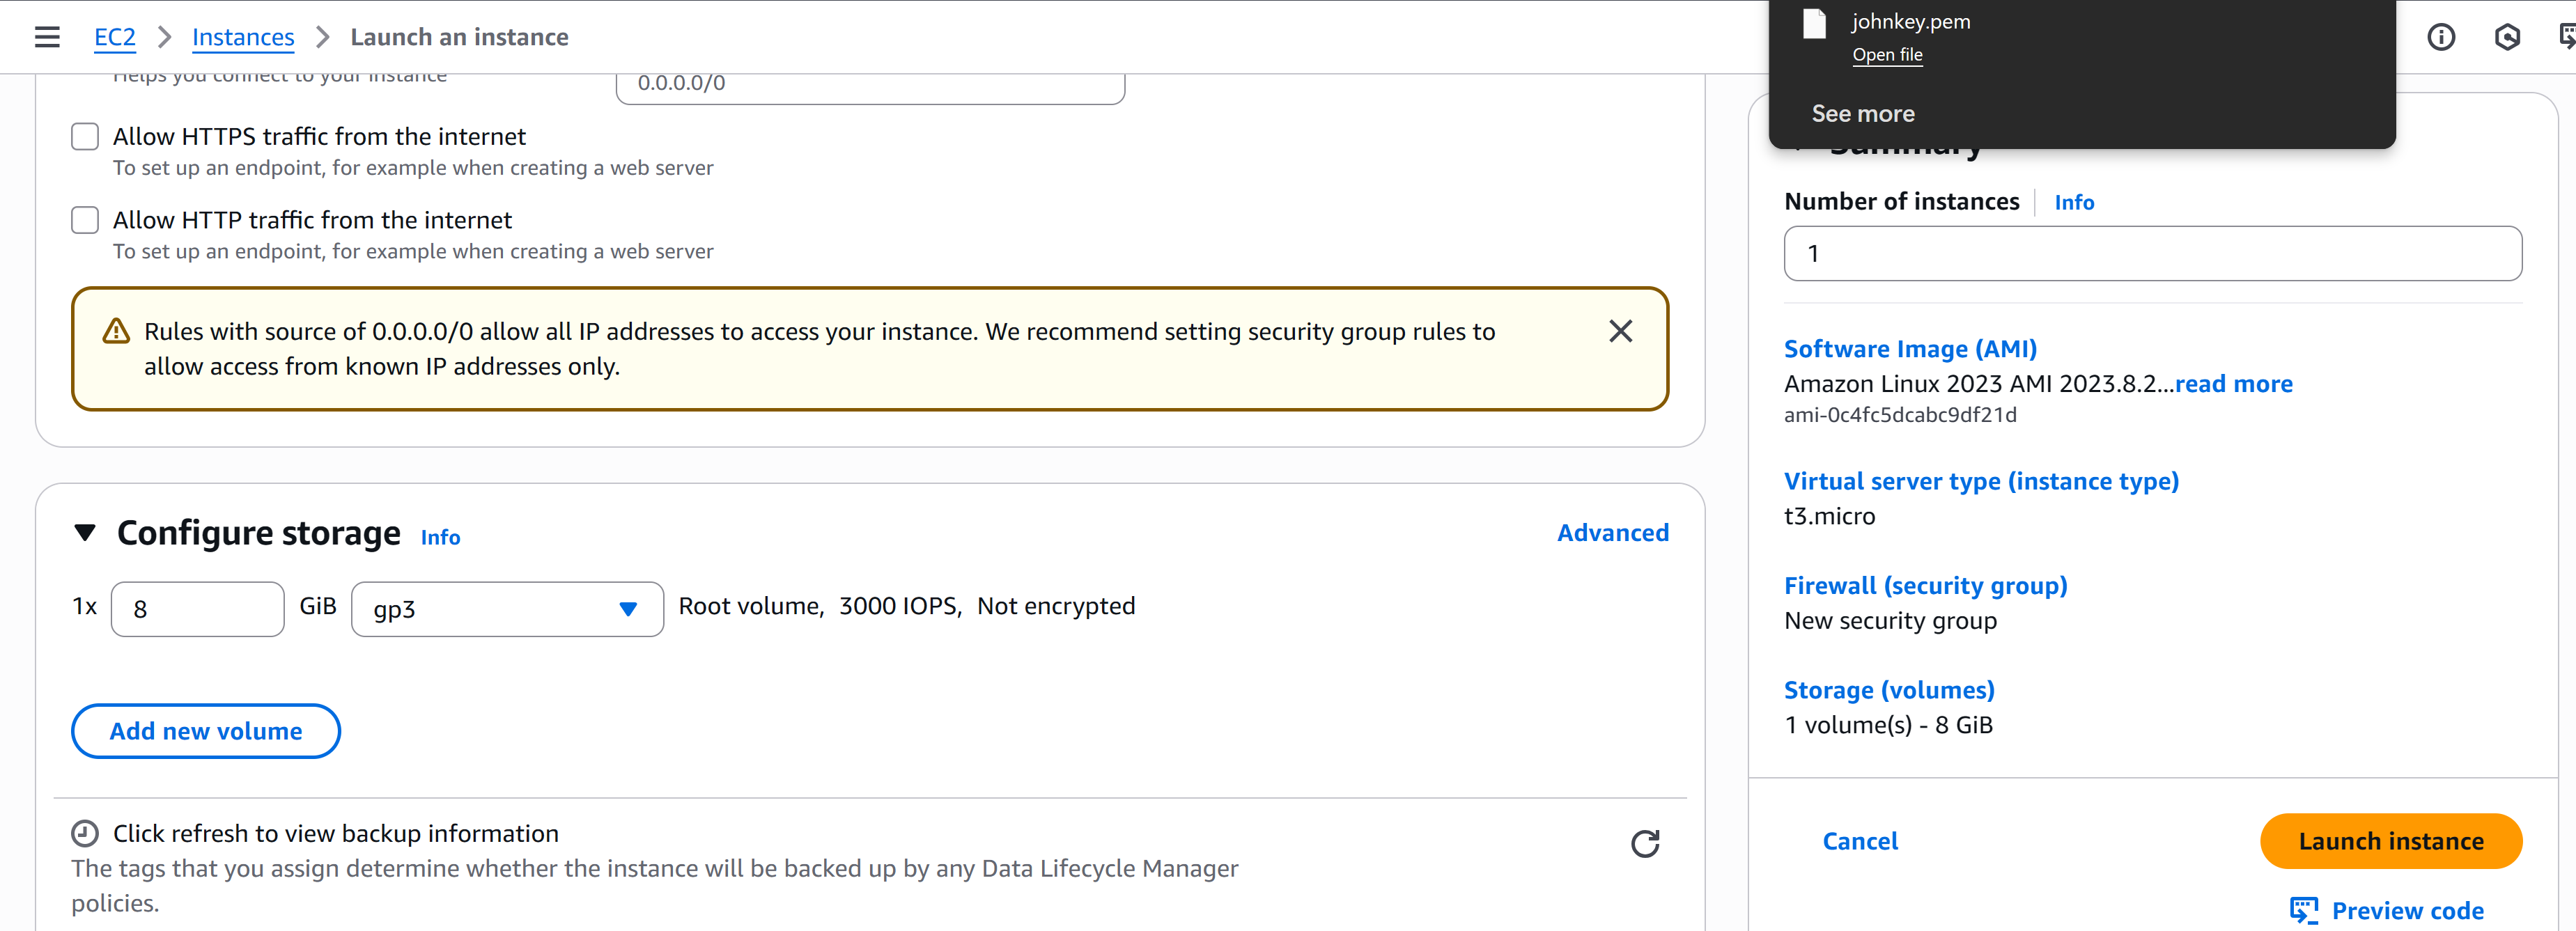 EC2 > Instances > Launch an instance
johnkey.pem
Open file
See more
Helps you connect to your instance
0.0.0.0/0
Allow HTTPS traffic from the internet
To set up an endpoint, for example when creating a web server
Allow HTTP traffic from the internet
To set up an endpoint, for example when creating a web server
Rules with source of 0.0.0.0/0 allow all IP addresses to access your instance. We recommend setting security group rules to
allow access from known IP addresses only.
Configure storage Info
Advanced
1x 8 GiB gp3 Root volume, 3000 IOPS, Not encrypted
Add new volume
Click refresh to view backup information
The tags that you assign determine whether the instance will be backed up by any Data Lifecycle Manager
policies.
Summary
Number of instances Info
1
Software Image (AMI)
Amazon Linux 2023 AMI 2023.8.2...read more
ami-0c4fc5dcabc9df21d
Virtual server type (instance type)
t3.micro
Firewall (security group)
New security group
Storage (volumes)
1 volume(s) - 8 GiB
Cancel
Launch instance
Preview code